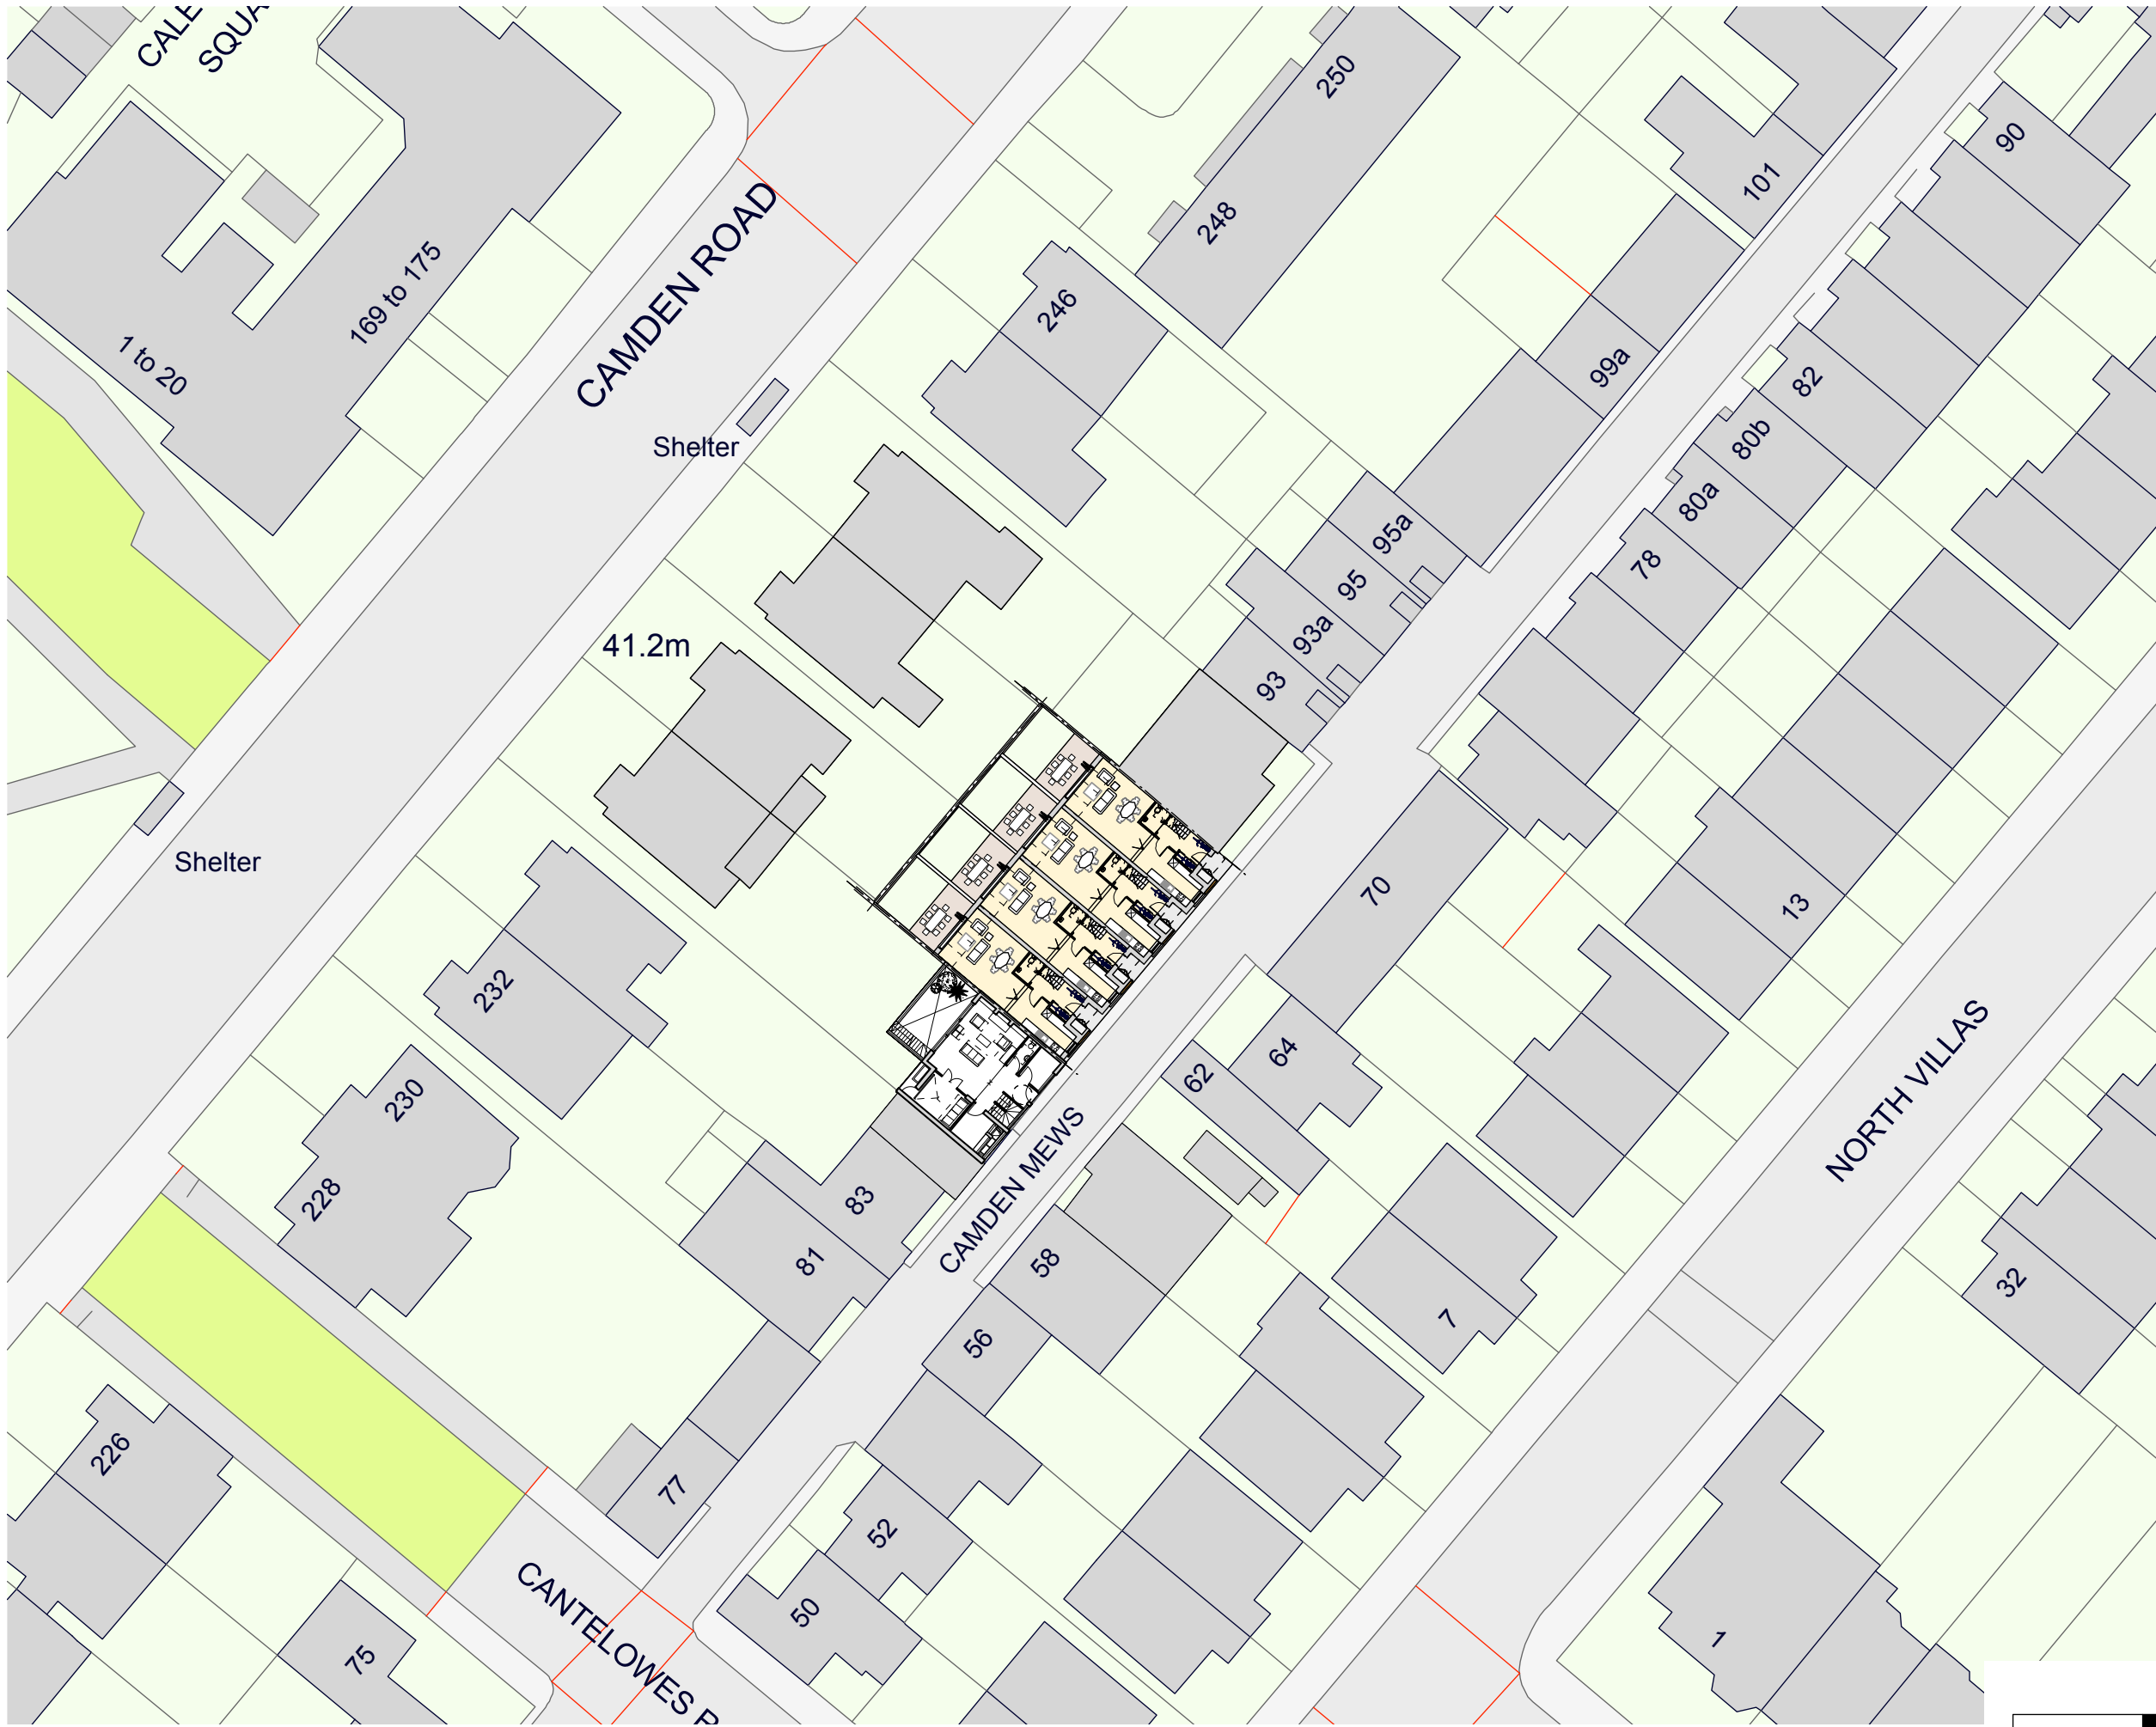 CALE
SQUA
250
90
101
CAMDEN ROAD
248
169 to 175
246
1 to 20
99a
82
Shelter
80b
80a
95a
78
95
93a
41.2m
93
Shelter
70
13
232
64
62
230
NORTH VILLAS
CAMDEN MEWS
228
83
81
58
32
7
56
226
77
52
CANTELOWES R
50
75
1